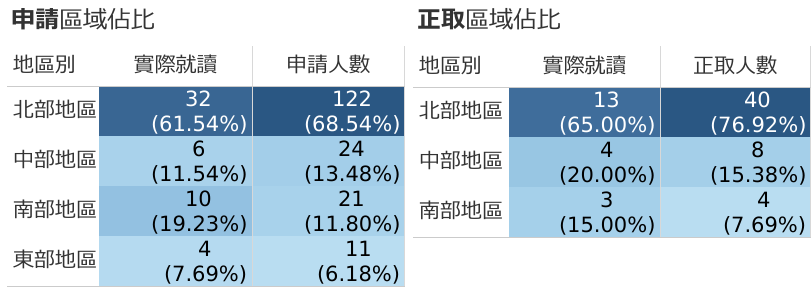 申請區域佔比
地區別 實際就讀 申請人數
北部地區 32 122
(61.54%) (68.54%)
中部地區 6 24
(11.54%) (13.48%)
南部地區 10 21
(19.23%) (11.80%)
東部地區 4 11
(7.69%) (6.18%)
正取區域佔比
地區別 實際就讀 正取人數
北部地區 13 40
(65.00%) (76.92%)
中部地區 4 8
(20.00%) (15.38%)
南部地區 3 4
(15.00%) (7.69%)